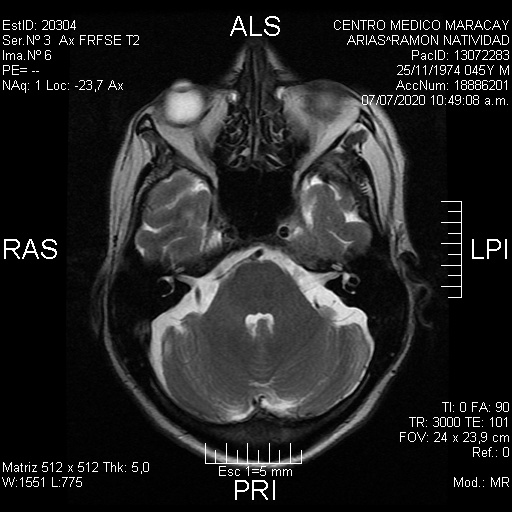 EstID: 20304
Ser.Nº 3 Ax FRFSE T2
Ima.Nº 6
PE= --
NAq: 1 Loc: -23,7 Ax
ALS
CENTRO MEDICO MARACAY
ARIAS^RAMON NATIVIDAD
PacID: 13072283
25/11/1974 045Y M
AccNum: 18886201
07/07/2020 10:49:08 a.m.
RAS
LPI
Matriz 512 x 512 Thk: 5,0
W:1551 L:775
Esc 1=5 mm
PRI
TI: 0 FA: 90
TR: 3000 TE: 101
FOV: 24 x 23,9 cm
Ref.: 0
Mod.: MR